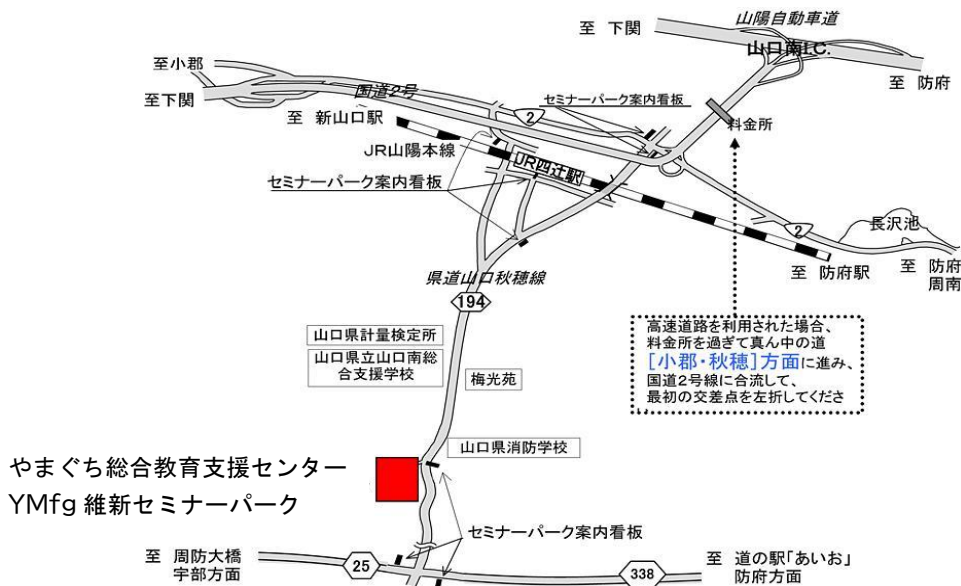 山陽自動車道
至 下関
山口南I.C.
至 防府
至小郡
至下関
国道2号
セミナーパーク案内看板
2
料金所
至 新山口駅
JR山陽本線
JR四辻駅
セミナーパーク案内看板
2
長沢池
至 防府駅
至 防府
周南
県道山口秋穂線
194
高速道路を利用された場合、
料金所を過ぎて真ん中の道
[小郡・秋穂]方面に進み、
国道2号線に合流して、
最初の交差点を左折してくださ
山口県計量検定所
山口県立山口南総
合支援学校
梅光苑
山口県消防学校
やまぐち総合教育支援センター
YMfg 維新セミナーパーク
セミナーパーク案内看板
至 周防大橋
宇部方面
25
338
至 道の駅「あいお」
防府方面